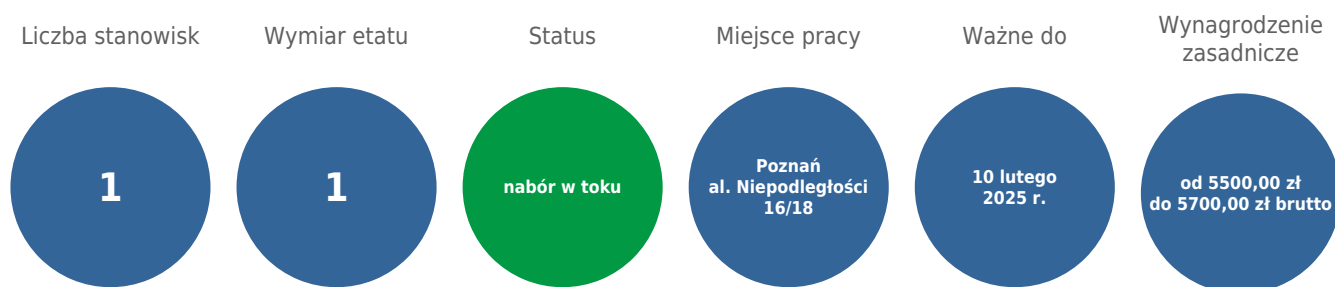 Liczba stanowisk
1
Wymiar etatu
1
Status
nabór w toku
Miejsce pracy
Poznań
al. Niepodległości
16/18
Ważne do
10 lutego
2025 r.
Wynagrodzenie
zasadnicze
od 5500,00 zł
do 5700,00 zł brutto